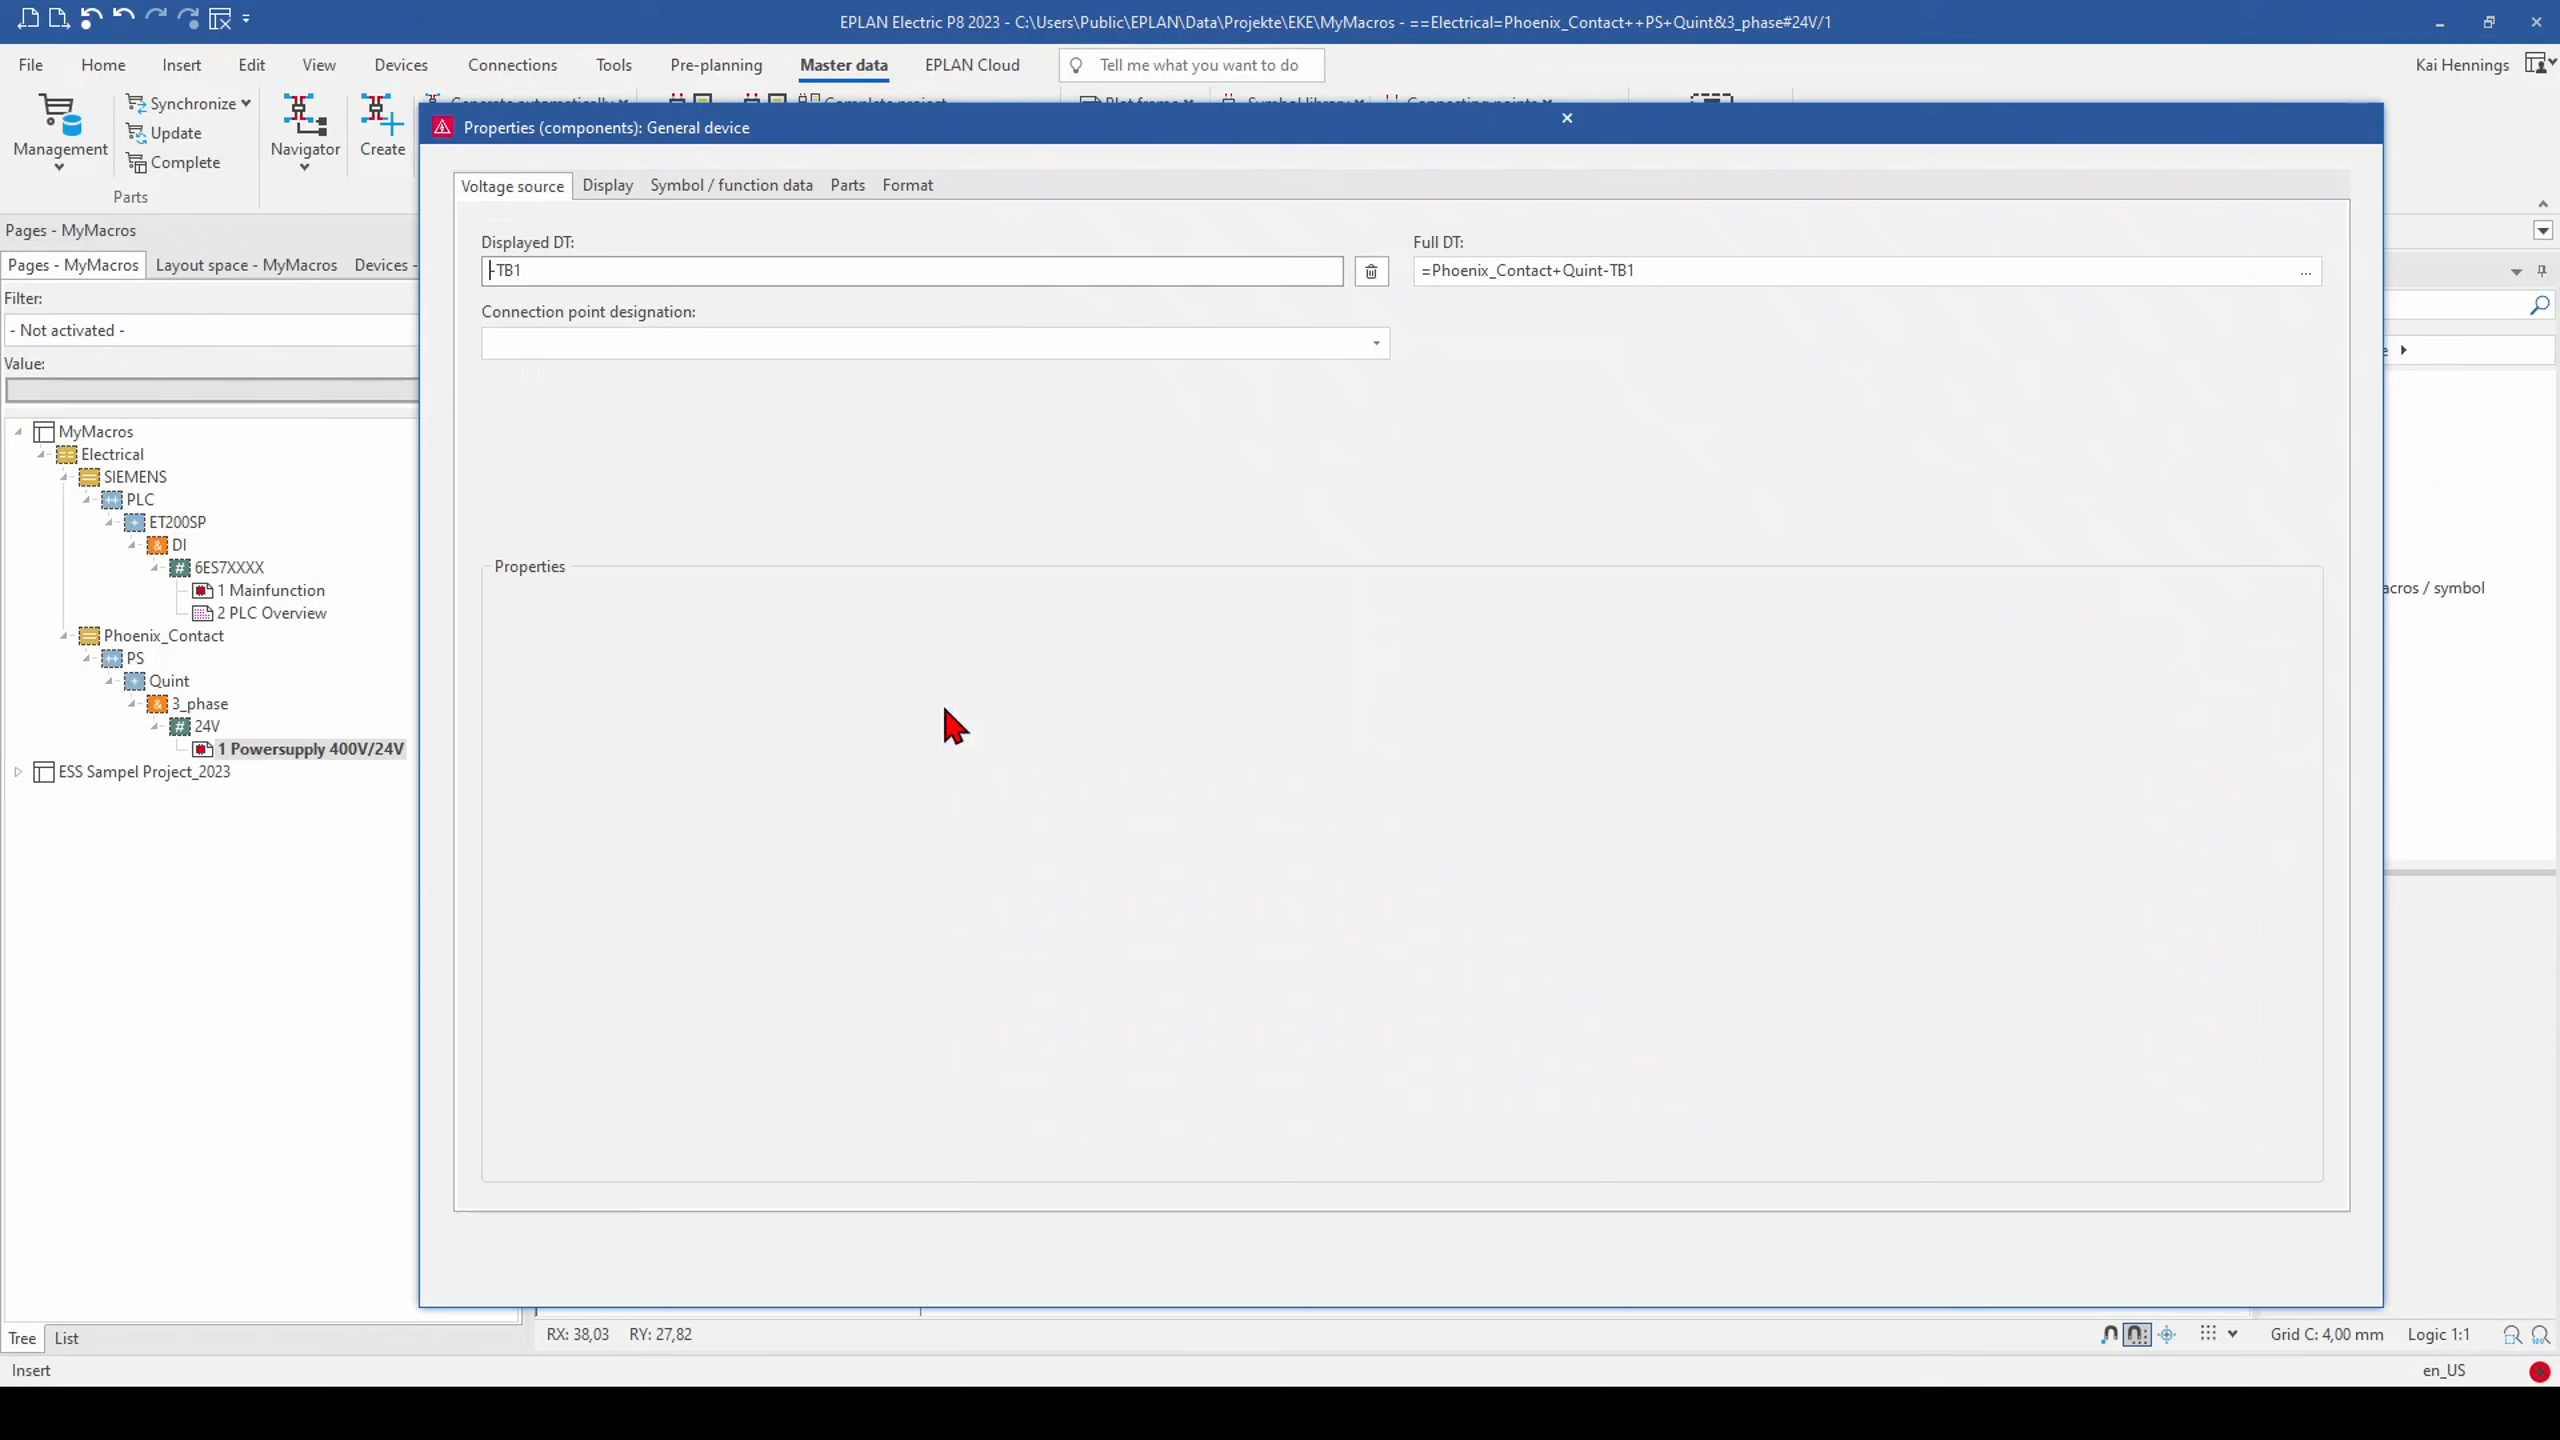 EPLAN Electric P8 2023 - C:\Users\Public\EPLAN\Data\Projekte\EKE\MyMacros - ==Electrical=Phoenix_Contact++PS+Quint&3_phase#24V/1
File Home Insert Edit View Devices Connections Tools Pre-planning Master data EPLAN Cloud Tell me what you want to do Kai Hennings
Management
Synchronize
Update
Complete
Navigator
Create
Parts
Properties (components): General device
Pages - MyMacros
Pages - MyMacros Layout space - MyMacros Devices -
Filter:
- Not activated -
Value:
MyMacros
Electrical
SIEMENS
PLC
ET200SP
DI
6ES7XXXX
1 Mainfunction
2 PLC Overview
Phoenix_Contact
PS
Quint
3_phase
24V
1 Powersupply 400V/24V
ESS Sampel Project_2023
Tree List
Voltage source Display Symbol / function data Parts Format
Displayed DT:
-TB1
Full DT:
=Phoenix_Contact+Quint-TB1
...
Connection point designation:
Properties
acros / symbol
RX: 38,03 RY: 27,82
Grid C: 4,00 mm Logic 1:1
Insert
en_US